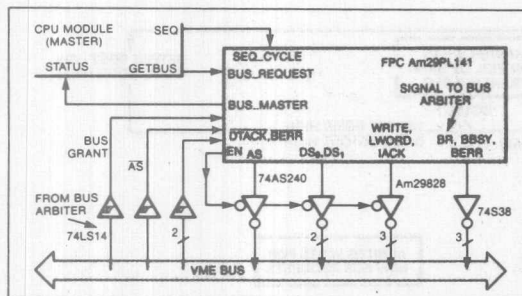 CPU MODULE
(MASTER)
SEQ
STATUS
GETBUS
SEQ_CYCLE
BUS_REQUEST
FPC Am29PL141
SIGNAL TO BUS
ARBITER
BUS_MASTER
BUS
GRANT
AS
DTACK, BERR
EN
AS
DS0, DS1
WRITE,
LWORD,
IACK
BR, BBSY,
BERR
74AS240
Am29828
74S38
FROM BUS
ARBITER
74LS14
2
2
3
3
VME BUS